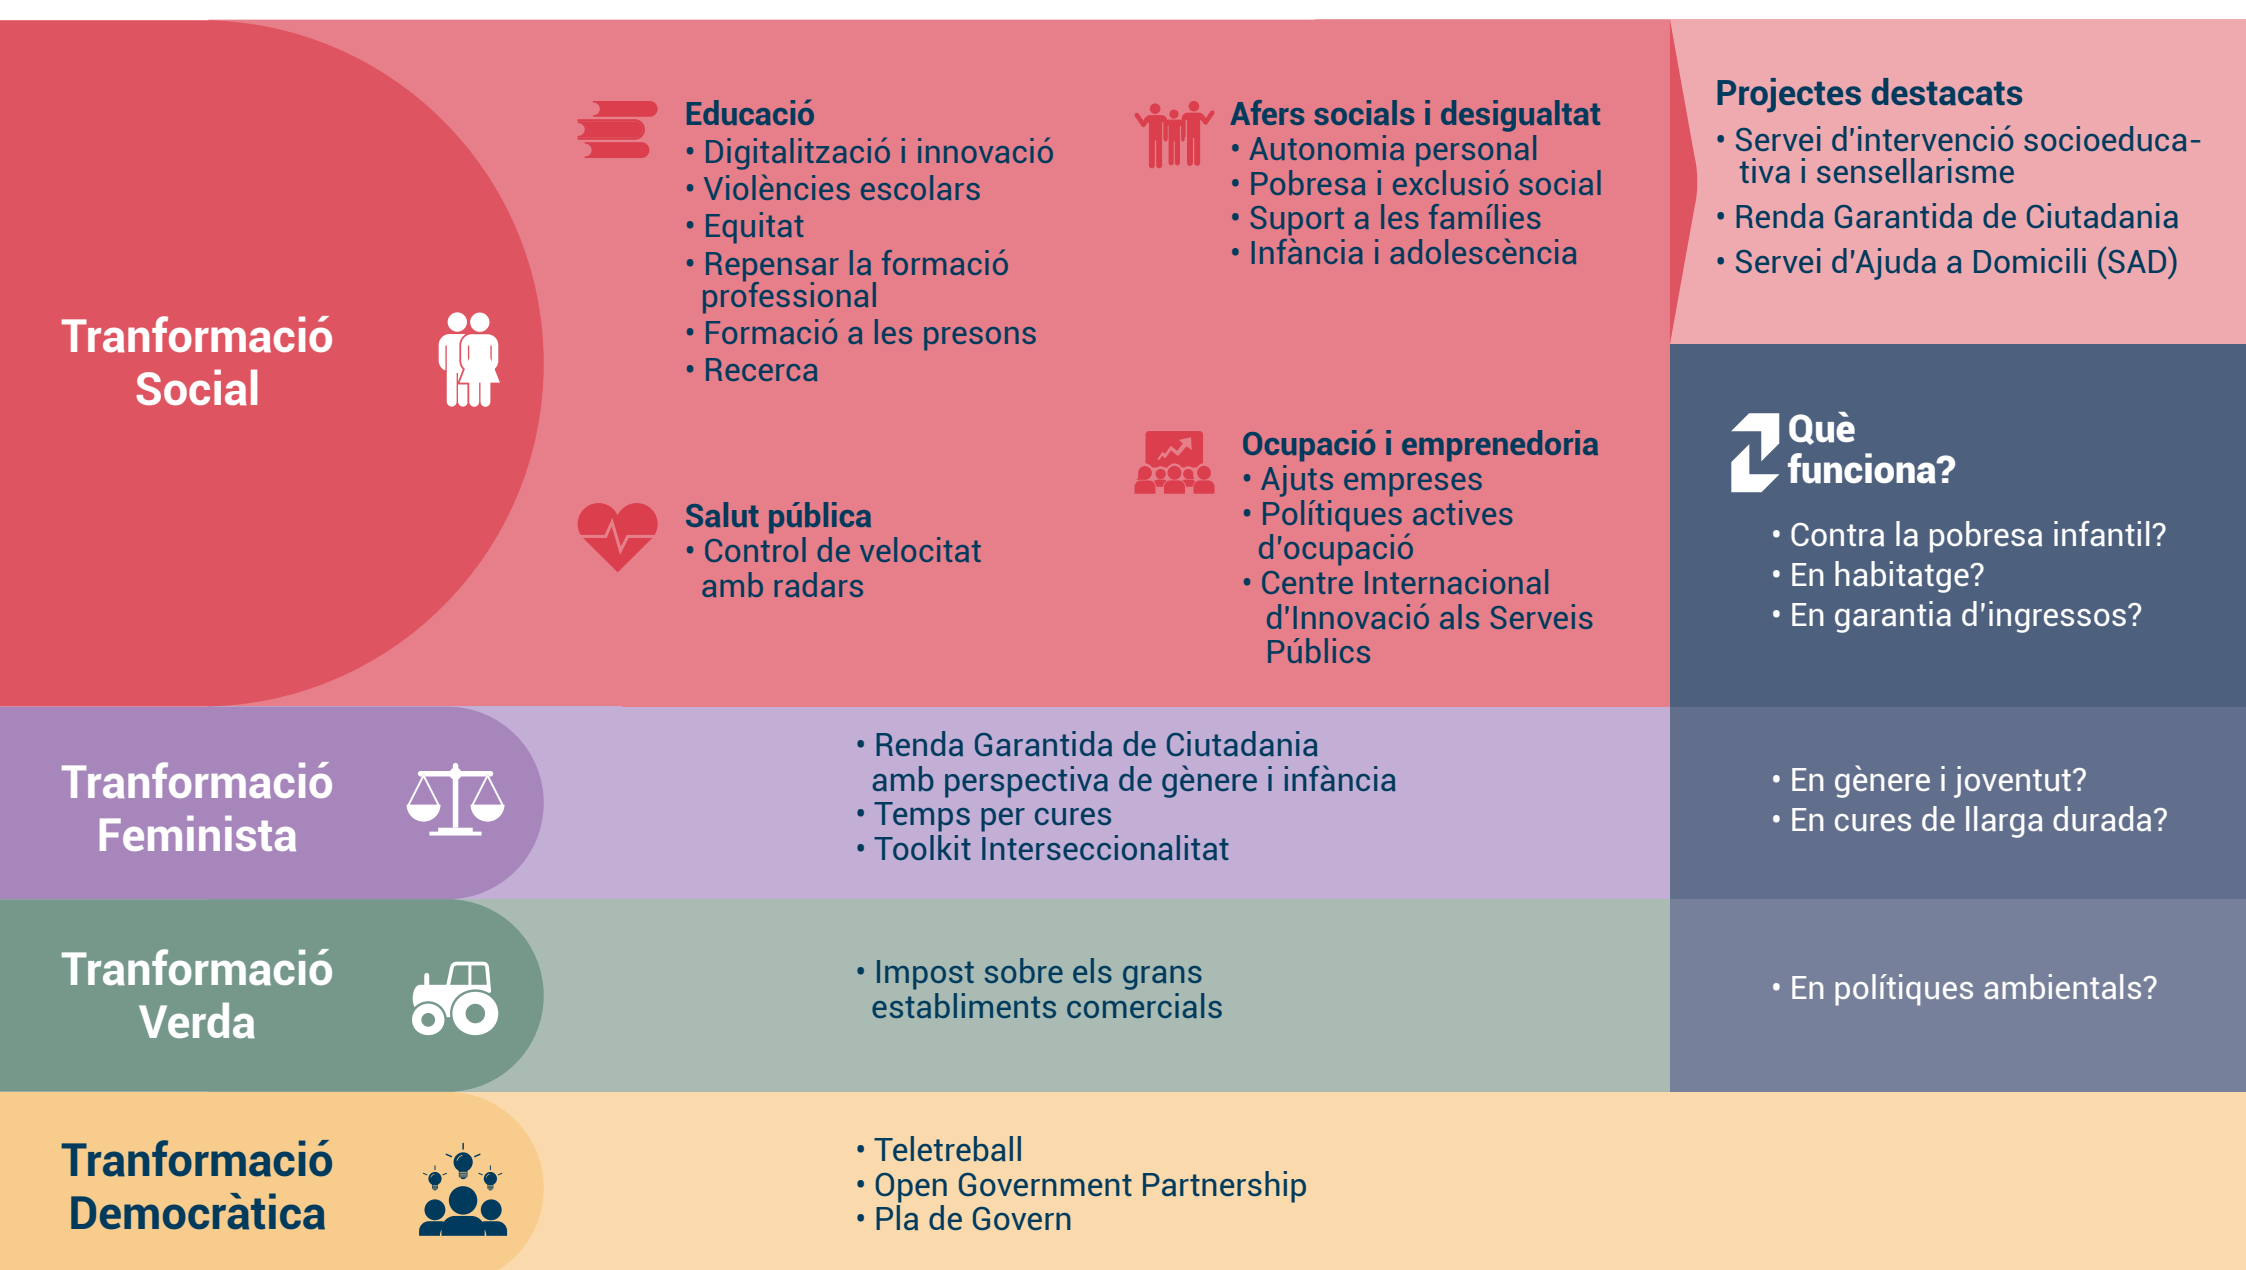 Tranformació
Social
Educació
• Digitalització i innovació
• Violències escolars
• Equitat
• Repensar la formació
professional
• Formació a les presons
• Recerca
Salut pública
• Control de velocitat
amb radars
Afers socials i desigualtat
• Autonomia personal
• Pobresa i exclusió social
• Suport a les famílies
• Infància i adolescència
Ocupació i emprenedoria
• Ajuts empreses
• Polítiques actives
d'ocupació
• Centre Internacional
d'Innovació als Serveis
Públics
Projectes destacats
• Servei d'intervenció socioeduca-
tiva i sensellarisme
• Renda Garantida de Ciutadania
• Servei d'Ajuda a Domicili (SAD)
Què
funciona?
• Contra la pobresa infantil?
• En habitatge?
• En garantia d'ingressos?
Tranformació
Feminista
• Renda Garantida de Ciutadania
amb perspectiva de gènere i infància
• Temps per cures
• Toolkit Interseccionalitat
• En gènere i joventut?
• En cures de llarga durada?
Tranformació
Verda
• Impost sobre els grans
establiments comercials
• En polítiques ambientals?
Tranformació
Democràtica
• Teletreball
• Open Government Partnership
• Pla de Govern